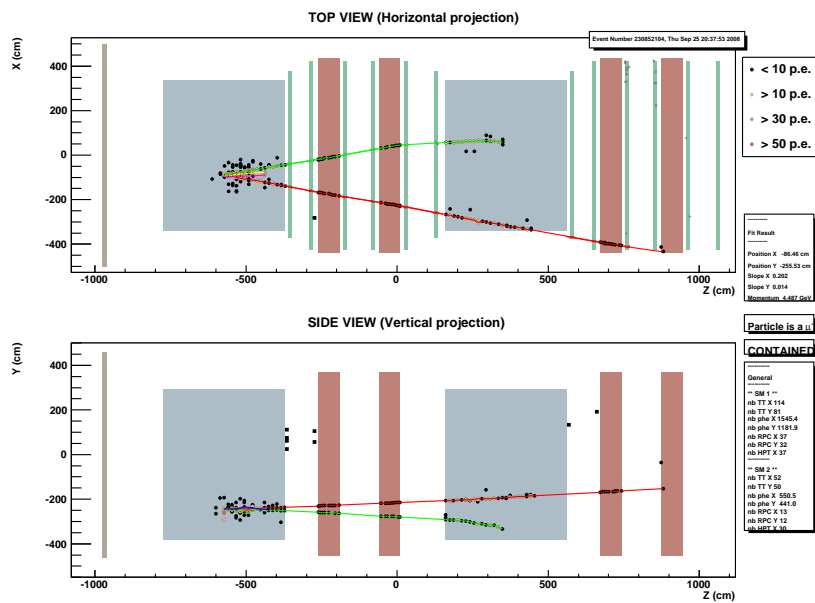 TOP VIEW (Horizontal projection)
Event Number 230852104, Thu Sep 25 20:37:53 2008
X (cm)
400
200
0
-200
-400
-1000
-500
0
500
1000
Z (cm)
< 10 p.e.
> 10 p.e.
> 30 p.e.
> 50 p.e.
----------
Fit Result
----------
Position X -86.46 cm
Position Y -255.53 cm
Slope X 0.202
Slope Y 0.014
Momentum 4.487 GeV
SIDE VIEW (Vertical projection)
Y (cm)
400
200
0
-200
-400
-1000
-500
0
500
1000
Z (cm)
Particle is a μ
CONTAINED
----------
General
----------
** SM 1 **
nb TT X 114
nb TT Y 81
nb phe X 1545.4
nb phe Y 1181.9
nb RPC X 37
nb RPC Y 32
nb HPT X 37
----------
** SM 2 **
nb TT X 52
nb TT Y 50
nb phe X 550.5
nb phe Y 441.0
nb RPC X 13
nb RPC Y 12
nb HPT X 30